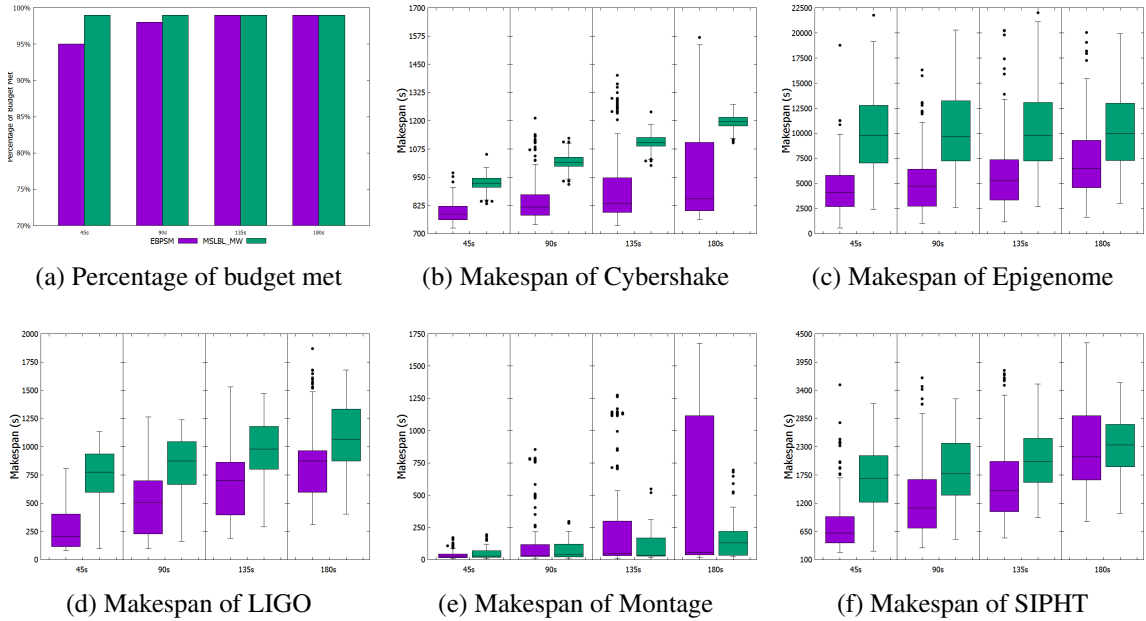 100%
95%
90%
85%
80%
75%
70%
Percentage of Budget Met
45s
90s
135s
180s
EBPSM
MSLBL_MW
(a) Percentage of budget met
1700
1575
1450
1325
1200
1075
950
825
700
Makespan (s)
45s
90s
135s
180s
(b) Makespan of Cybershake
22500
20000
17500
15000
12500
10000
7500
5000
2500
0
Makespan (s)
45s
90s
135s
180s
(c) Makespan of Epigenome
2000
1750
1500
1250
1000
750
500
250
0
Makespan (s)
45s
90s
135s
180s
(d) Makespan of LIGO
1750
1500
1250
1000
750
500
250
0
Makespan (s)
45s
90s
135s
180s
(e) Makespan of Montage
4500
3950
3400
2850
2300
1750
1200
650
100
Makespan (s)
45s
90s
135s
180s
(f) Makespan of SIPHT